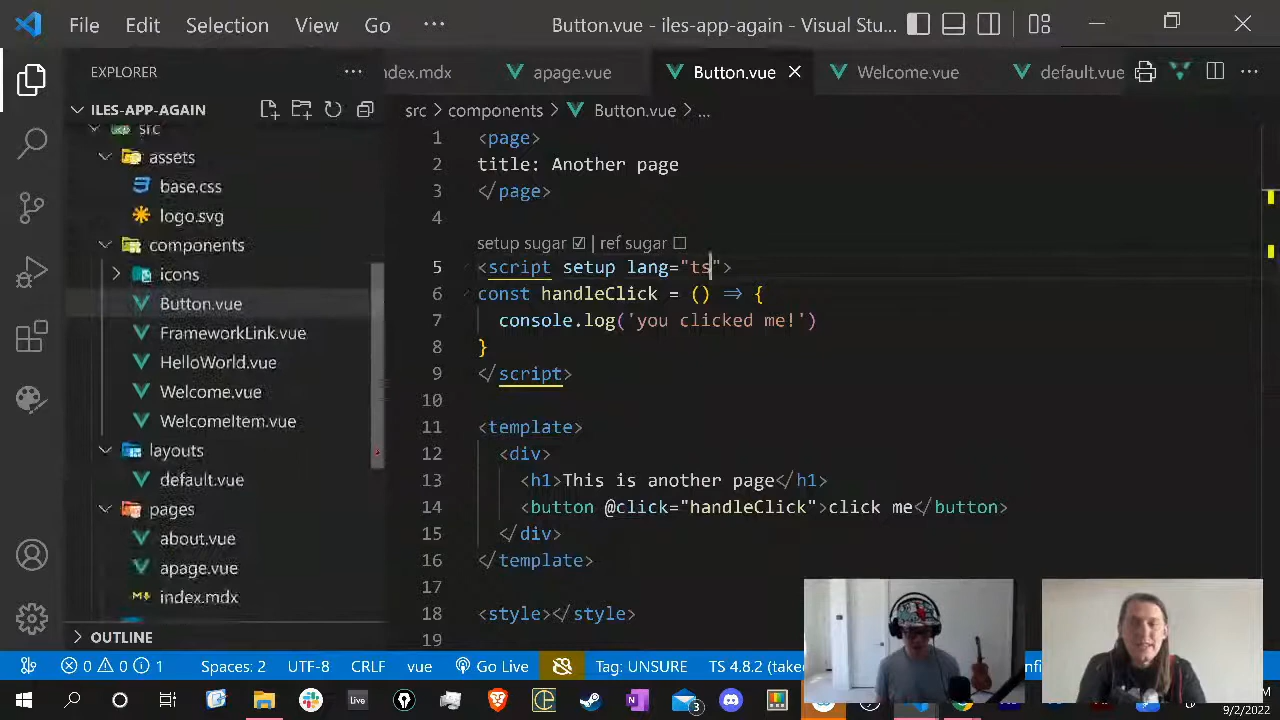 File Edit Selection View Go ··· Button.vue - iles-app-again - Visual Stu...
EXPLORER ···
ndex.mdx apage.vue Button.vue Welcome.vue default.vue ···
ILES-APP-AGAIN
src > components > Button.vue > ...
src
assets
base.css
logo.svg
components
icons
Button.vue
FrameworkLink.vue
HelloWorld.vue
Welcome.vue
WelcomeItem.vue
layouts
default.vue
pages
about.vue
apage.vue
index.mdx
OUTLINE
1 <page>
2 title: Another page
3 </page>
4
setup sugar ☑ | ref sugar ☐
5 <script setup lang="ts">
6 const handleClick = () => {
7 console.log('you clicked me!')
8 }
9 </script>
10
11 <template>
12 <div>
13 <h1>This is another page</h1>
14 <button @click="handleClick">click me</button>
15 </div>
16 </template>
17
18 <style></style>
19
0 0 1 Spaces: 2 UTF-8 CRLF vue Go Live Tag: UNSURE TS 4.8.2 (takeo
Live 3
9/2/2022